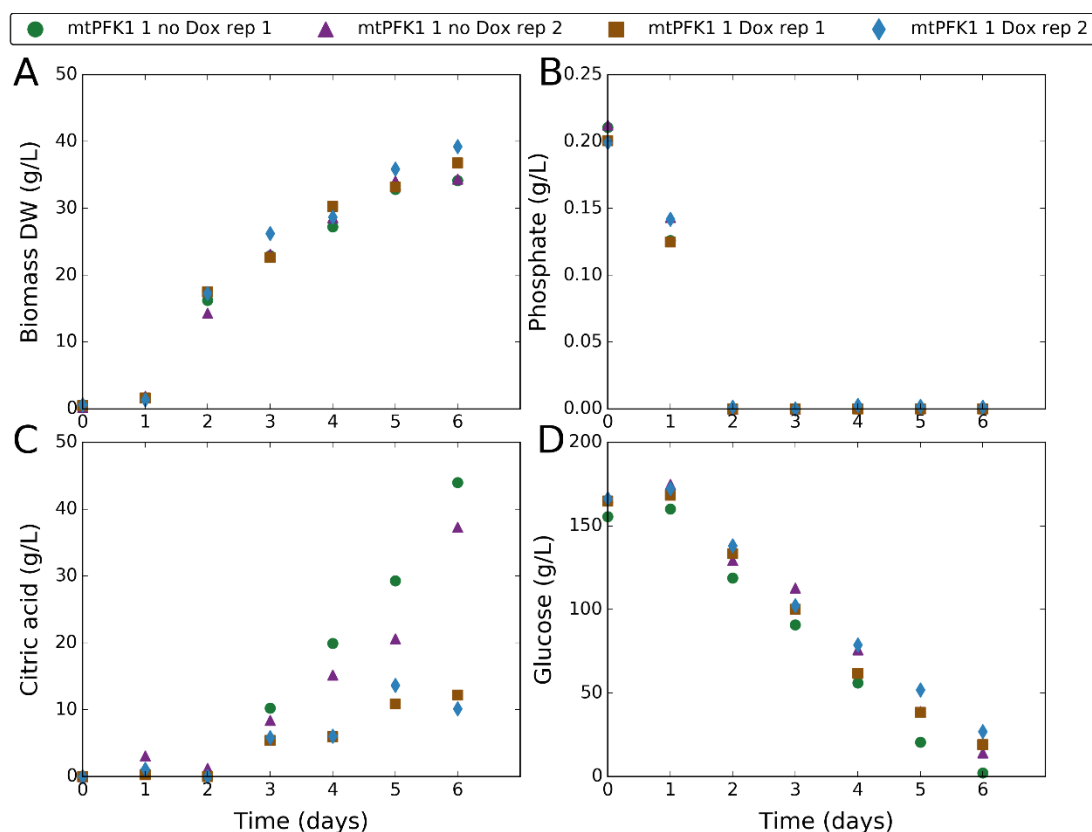 mtPFK1 1 no Dox rep 1 mtPFK1 1 no Dox rep 2 mtPFK1 1 Dox rep 1 mtPFK1 1 Dox rep 2
A
Biomass DW (g/L)
50
40
30
20
10
0
0 1 2 3 4 5 6
B
Phosphate (g/L)
0.25
0.20
0.15
0.10
0.05
0.00
0 1 2 3 4 5 6
C
Citric acid (g/L)
50
40
30
20
10
0
0 1 2 3 4 5 6
Time (days)
D
Glucose (g/L)
200
150
100
50
0
0 1 2 3 4 5 6
Time (days)